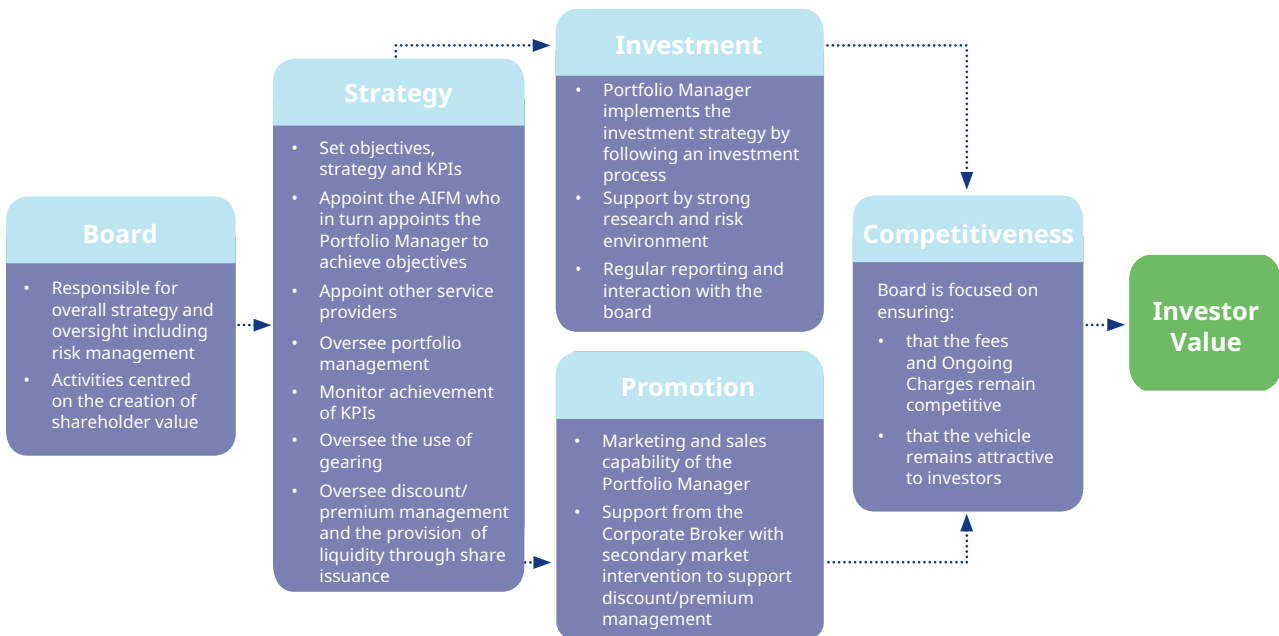 Board
• Responsible for
overall strategy and
oversight including
risk management
• Activities centred
on the creation of
shareholder value
Strategy
• Set objectives,
strategy and KPIs
• Appoint the AIFM who
in turn appoints the
Portfolio Manager to
achieve objectives
• Appoint other service
providers
• Oversee portfolio
management
• Monitor achievement
of KPIs
• Oversee the use of
gearing
• Oversee discount/
premium management
and the provision of
liquidity through share
issuance
Investment
• Portfolio Manager
implements the
investment strategy by
following an investment
process
• Support by strong
research and risk
environment
• Regular reporting and
interaction with the
board
Promotion
• Marketing and sales
capability of the
Portfolio Manager
• Support from the
Corporate Broker with
secondary market
intervention to support
discount/premium
management
Competitiveness
Board is focused on
ensuring:
• that the fees
and Ongoing
Charges remain
competitive
• that the vehicle
remains attractive
to investors
Investor
Value